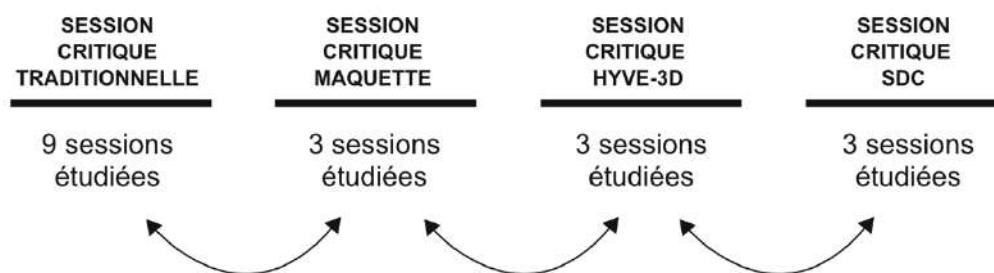 SESSION
CRITIQUE
TRADITIONNELLE
9 sessions
étudiées
SESSION
CRITIQUE
MAQUETTE
3 sessions
étudiées
SESSION
CRITIQUE
HYVE-3D
3 sessions
étudiées
SESSION
CRITIQUE
SDC
3 sessions
étudiées